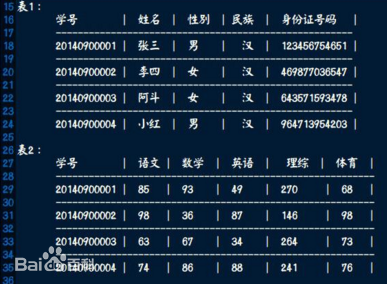 15 表1：
16 学号 | 姓名 | 性别 | 民族 | 身份证号码 |
17 --------------------------------------------
18 20140900001 | 张三 | 男 | 汉 | 123456754651 |
19 --------------------------------------------
20 20140900002 | 李四 | 女 | 汉 | 469877036547 |
21 --------------------------------------------
22 20140900003 | 阿斗 | 女 | 汉 | 643571593478 |
23 --------------------------------------------
24 20140900004 | 小红 | 男 | 汉 | 964713954203 |
25
26 表2：
27 学号 | 语文 | 数学 | 英语 | 理综 | 体育 |
28 --------------------------------------------
29 20140900001 | 85 | 93 | 49 | 270 | 68 |
30 --------------------------------------------
31 20140900002 | 98 | 36 | 87 | 146 | 98 |
32 --------------------------------------------
33 20140900003 | 63 | 67 | 34 | 264 | 73 |
34 --------------------------------------------
35 20140900004 | 74 | 86 | 88 | 241 | 76 |
36
Bai 百科